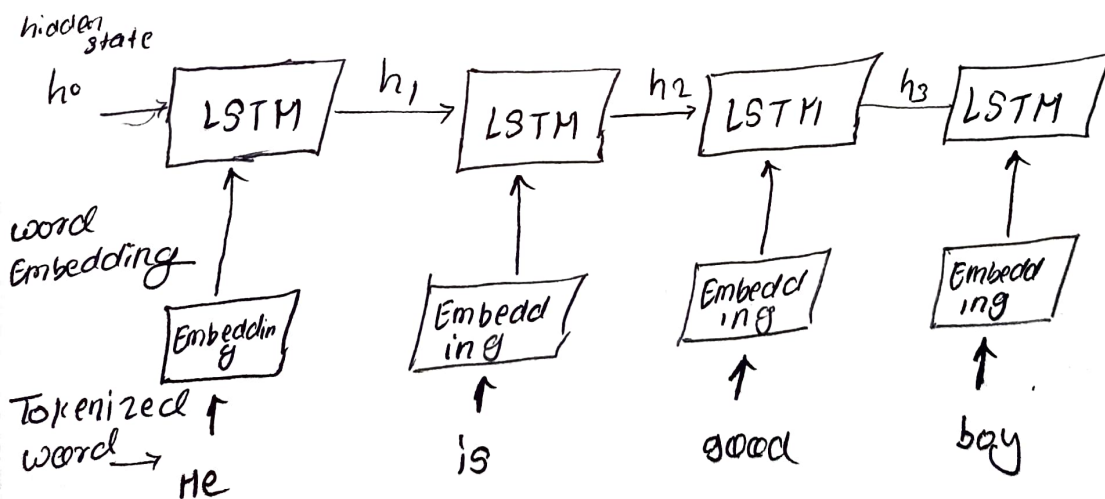 hidden
state
h0
LSTM
h1
LSTM
h2
LSTM
h3
LSTM
word
Embedding
Embeddin
g
Embedd
ing
Embedd
ing
Embedd
ing
Tokenized
word
He
is
good
boy